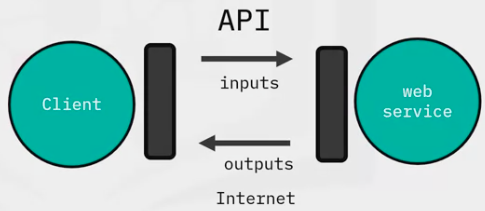 API
Client
inputs
web
service
outputs
Internet